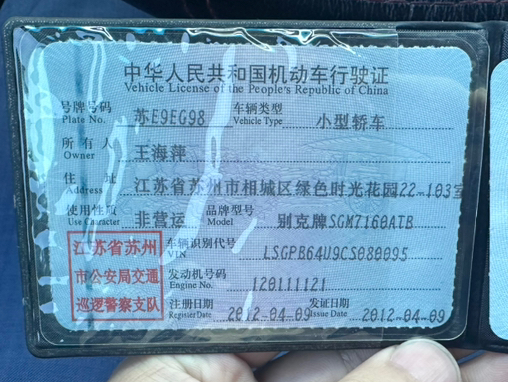 中华人民共和国机动车行驶证
Vehicle License of the People's Republic of China
号牌号码 Plate No. 苏E9EG98 车辆类型 Vehicle Type 小型轿车
所有人 Owner 王海萍
住址 Address 江苏省苏州市相城区绿色时光花园22-103室
使用性质 Use Character 非营运 品牌型号 Model 别克牌SGM7160ATB
车辆识别代号 VIN LSGPB64U9CS080095
发动机号码 Engine No. 120111121
注册日期 Register Date 2012-04-09 发证日期 Issue Date 2012-04-09
江苏省苏州
市公安局交通
巡逻警察支队